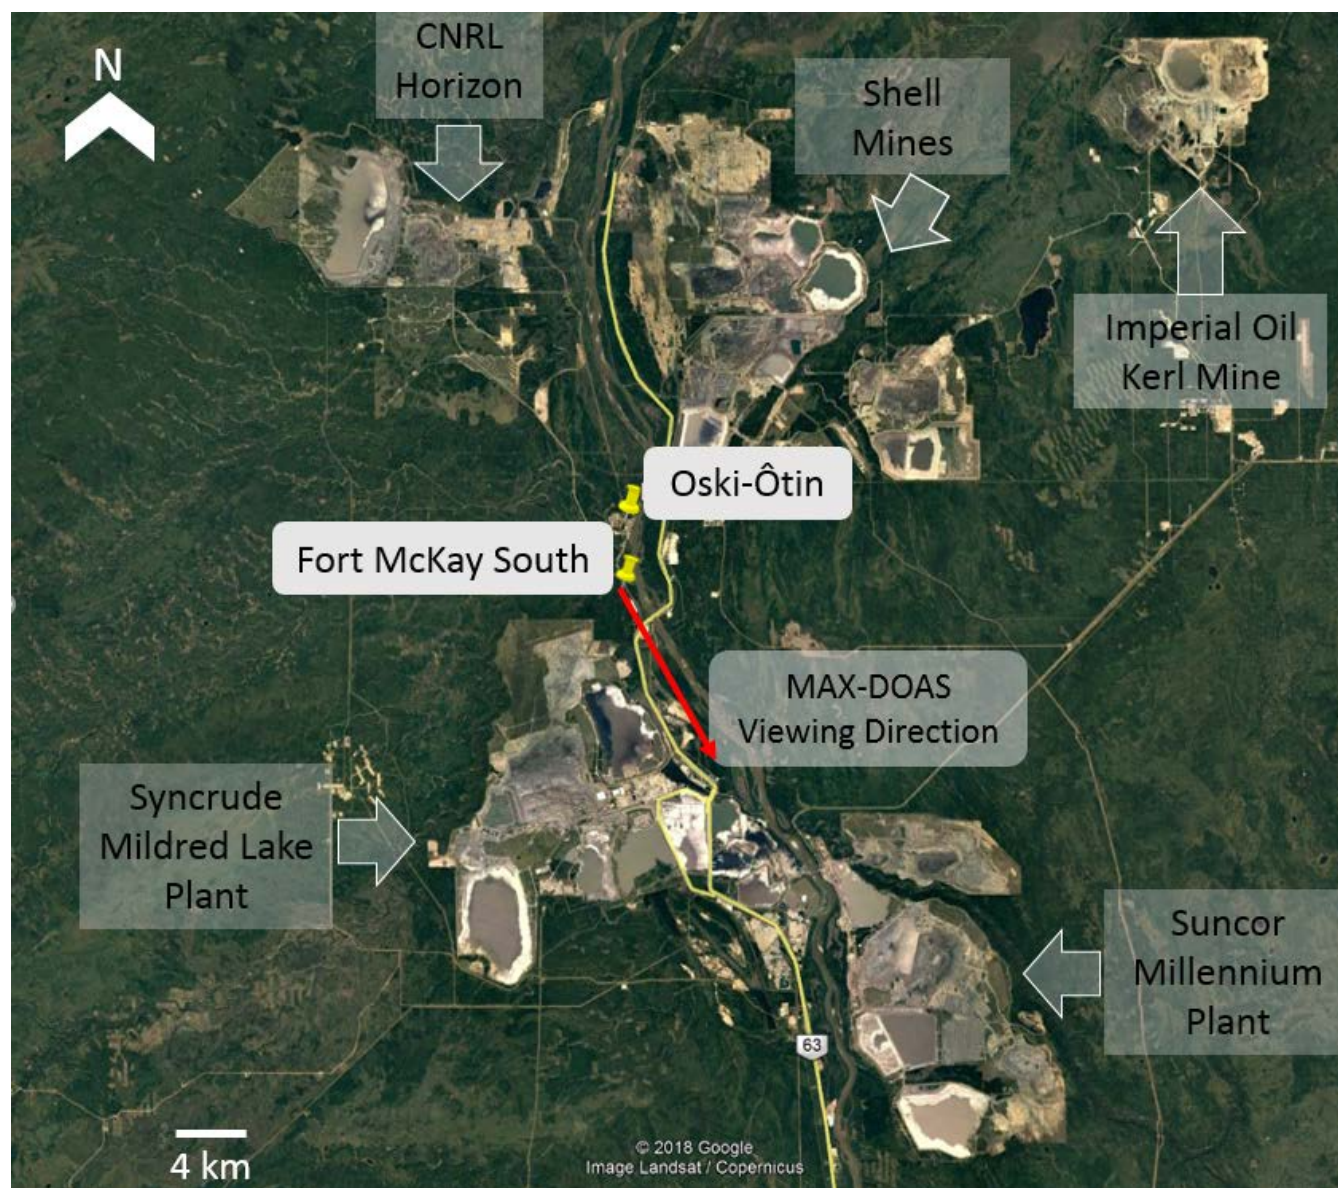 CNRL
Horizon
N
Shell
Mines
Imperial Oil
Kerl Mine
Oski-Ôtin
Fort McKay South
MAX-DOAS
Viewing Direction
Syncrude
Mildred Lake
Plant
Suncor
Millennium
Plant
63
4 km
© 2018 Google
Image Landsat / Copernicus